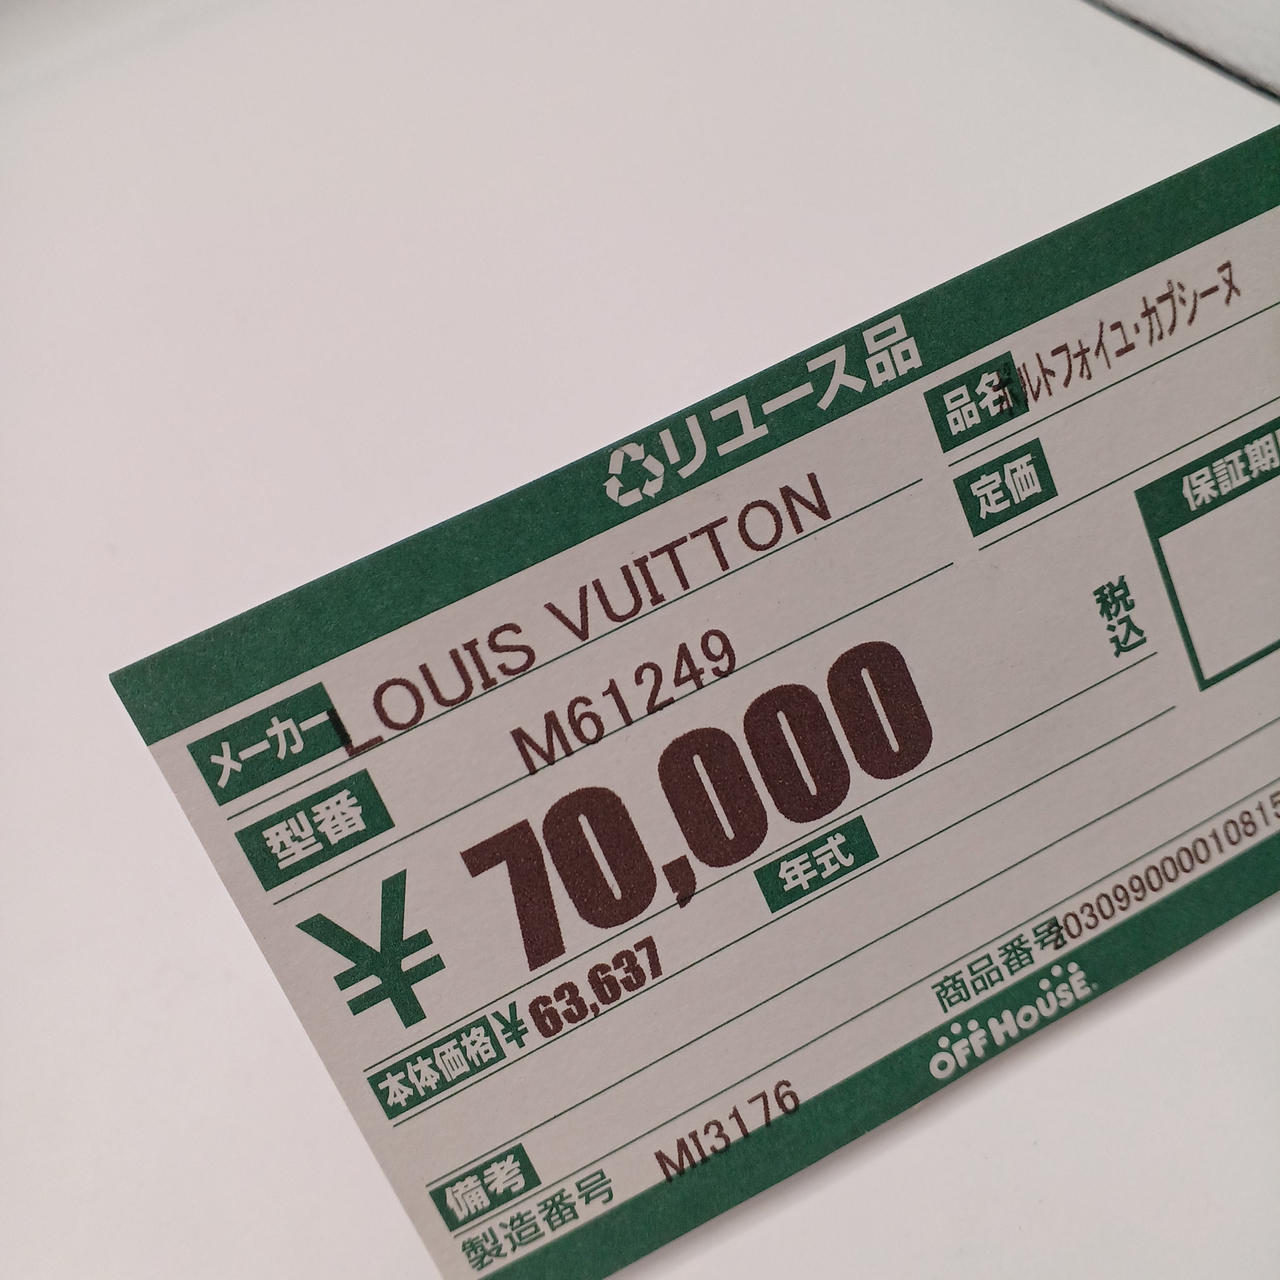 リユース品
メーカー LOUIS VUITTON
品名 ポルトフォイユ・カプシーヌ
型番 M61249
定価
¥70,000 税込
保証期
本体価格 ¥63,637
年式
商品番号 203099000010815
備考
製造番号 MI3176
OFF HOUSE.